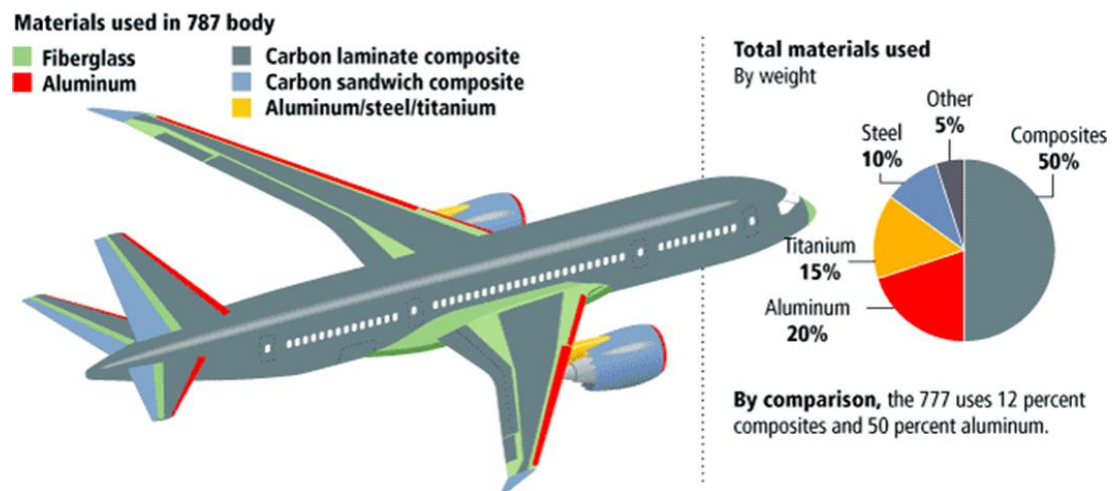 Materials used in 787 body
Fiberglass
Aluminum
Carbon laminate composite
Carbon sandwich composite
Aluminum/steel/titanium
Total materials used
By weight
Other
5%
Steel
10%
Composites
50%
Titanium
15%
Aluminum
20%
By comparison, the 777 uses 12 percent
composites and 50 percent aluminum.